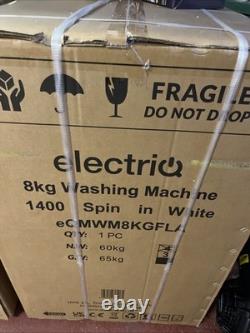 FRAGILE
DO NOT DROP
electriQ
8kg Washing Machine
1400 Spin in White
eQMWM8KGFLA
QTY: 1 PC
N.W: 60kg
G.W: 65kg